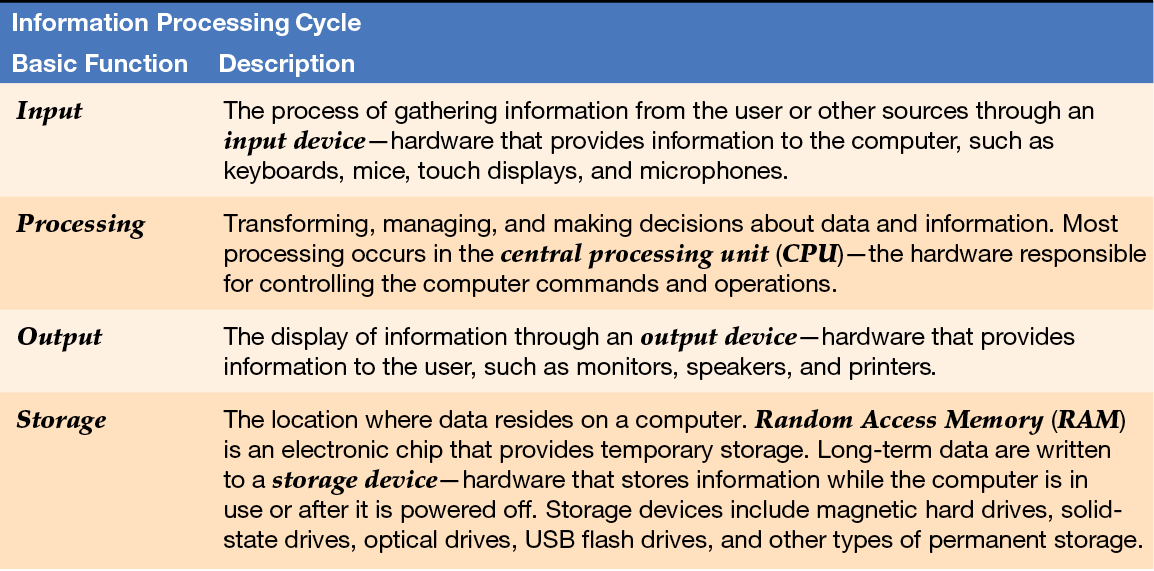 Information Processing Cycle
Basic Function Description
Input The process of gathering information from the user or other sources through an
input device—hardware that provides information to the computer, such as
keyboards, mice, touch displays, and microphones.
Processing Transforming, managing, and making decisions about data and information. Most
processing occurs in the central processing unit (CPU)—the hardware responsible
for controlling the computer commands and operations.
Output The display of information through an output device—hardware that provides
information to the user, such as monitors, speakers, and printers.
Storage The location where data resides on a computer. Random Access Memory (RAM)
is an electronic chip that provides temporary storage. Long-term data are written
to a storage device—hardware that stores information while the computer is in
use or after it is powered off. Storage devices include magnetic hard drives, solid-
state drives, optical drives, USB flash drives, and other types of permanent storage.